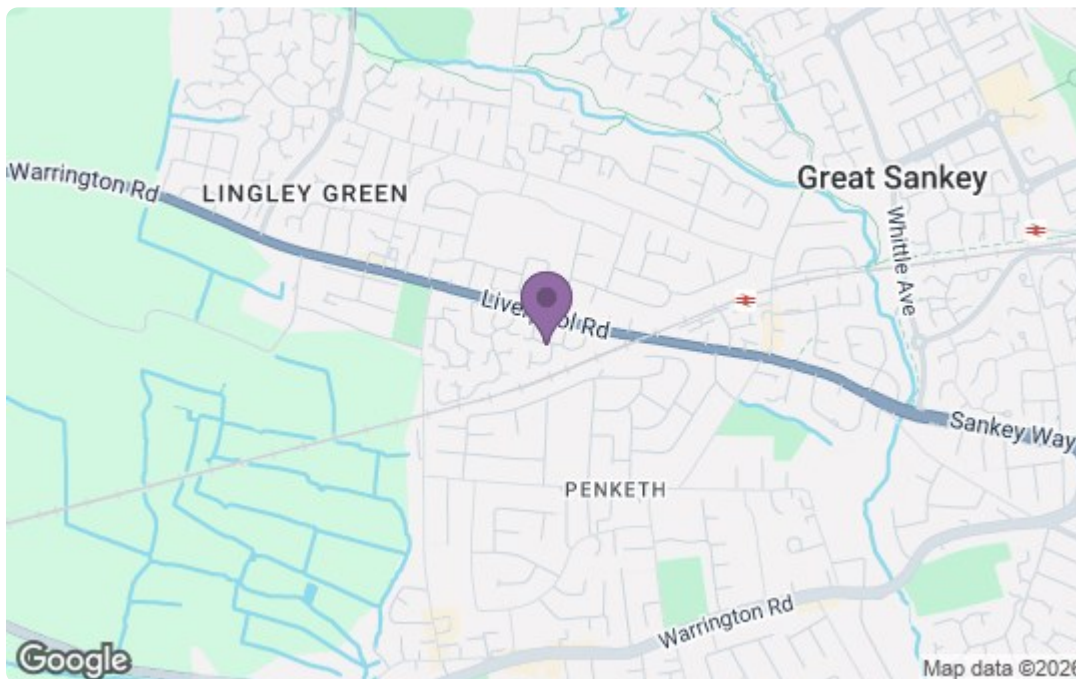 Warrington Rd
LINGLEY GREEN
Great Sankey
Whittle Ave
Liverpool Rd
Sankey Way
PENKETH
Warrington Rd
Google
Map data ©2026